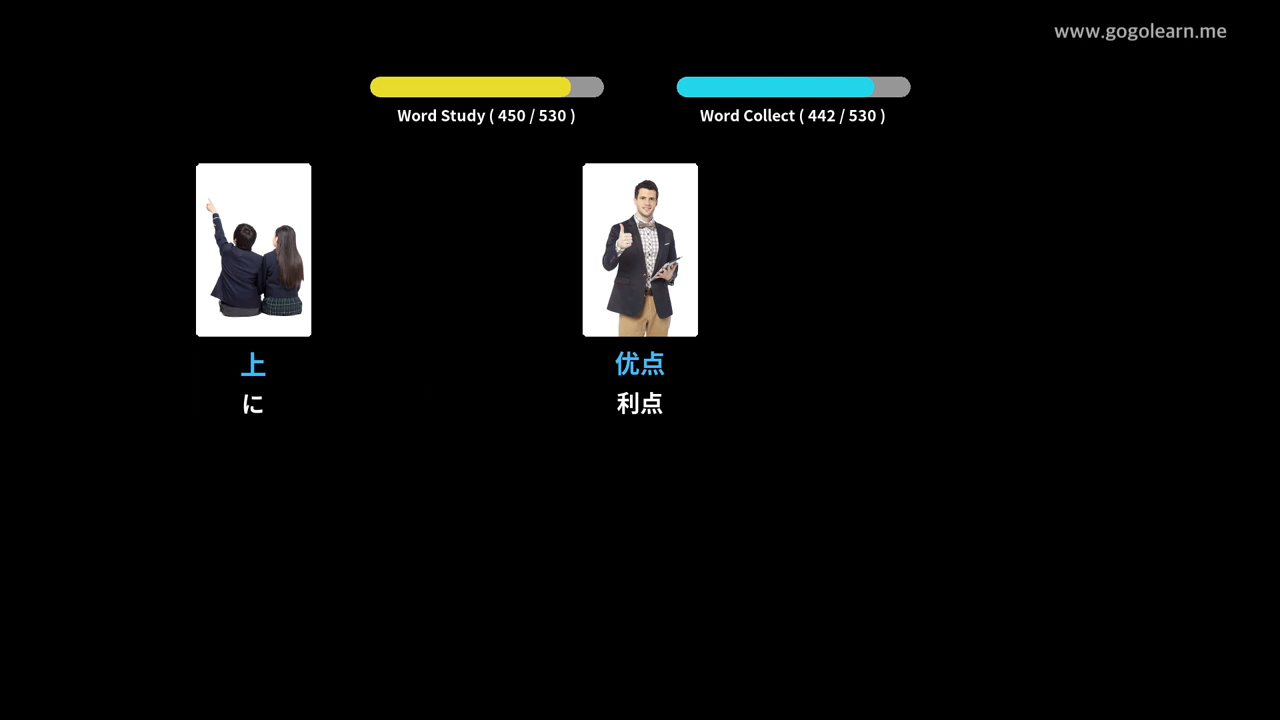 www.gogolearn.me
Word Study ( 450 / 530 )
Word Collect ( 442 / 530 )
上
に
优点
利点